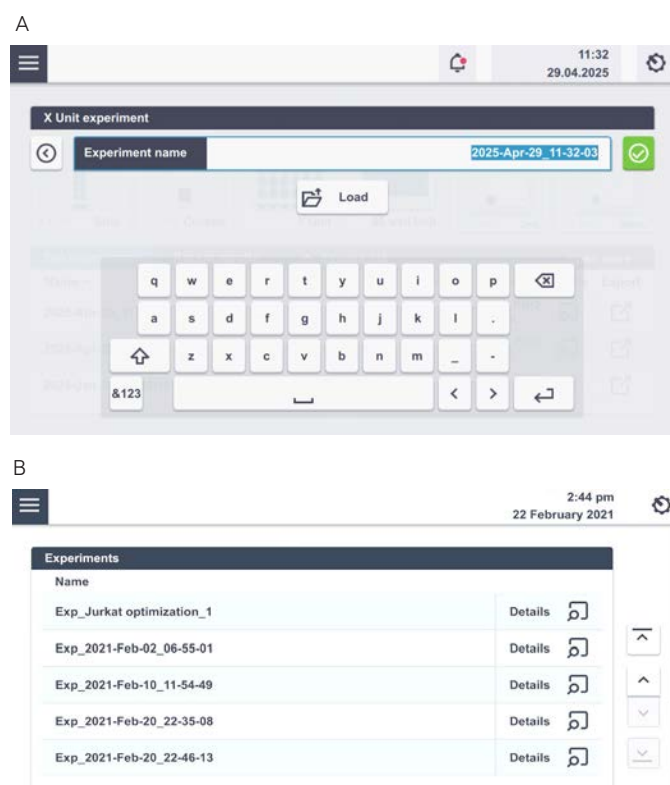 A
11:32
29.04.2025
X Unit experiment
Experiment name 2025-Apr-29_11-32-03
Load
q w e r t y u i o p
a s d f g h j k l .
z x c v b n m _ -
&123 < >
B
2:44 pm
22 February 2021
Experiments
Name
Exp_Jurkat optimization_1 Details
Exp_2021-Feb-02_06-55-01 Details
Exp_2021-Feb-10_11-54-49 Details
Exp_2021-Feb-20_22-35-08 Details
Exp_2021-Feb-20_22-46-13 Details